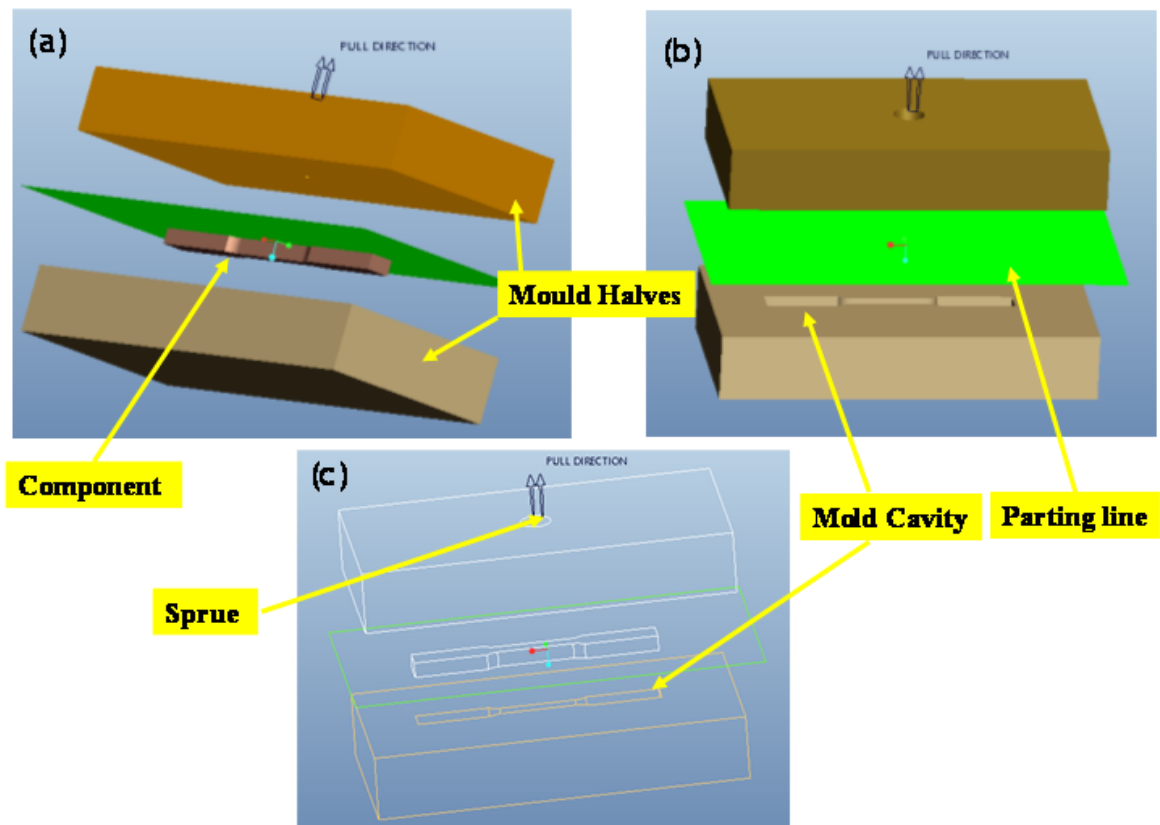 (a)
PULL DIRECTION
(b)
PULL DIRECTION
Mould Halves
Component
(c)
PULL DIRECTION
Mold Cavity
Parting line
Sprue